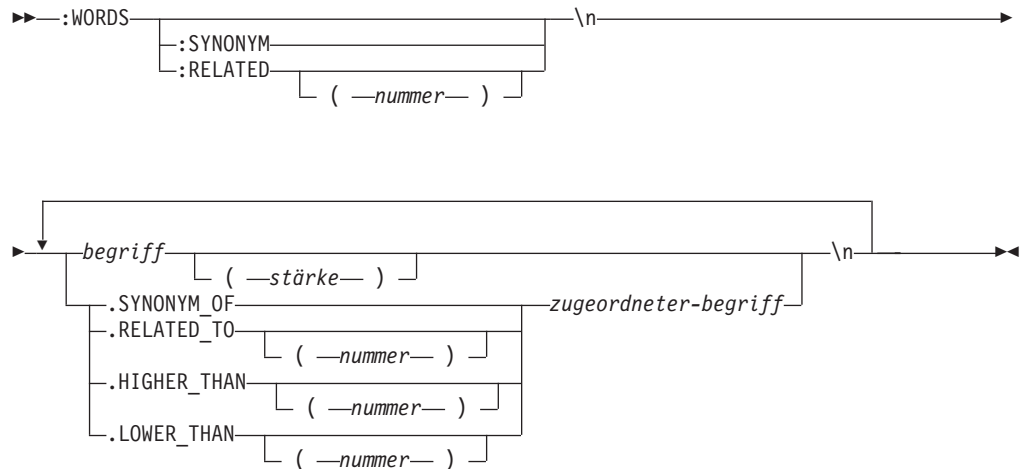 :WORDS \n
:SYNONYM
:RELATED
( nummer )
begriff \n
( stärke )
.SYNONYM_OF zugeordneter-begriff
.RELATED_TO
( nummer )
.HIGHER_THAN
( nummer )
.LOWER_THAN
( nummer )